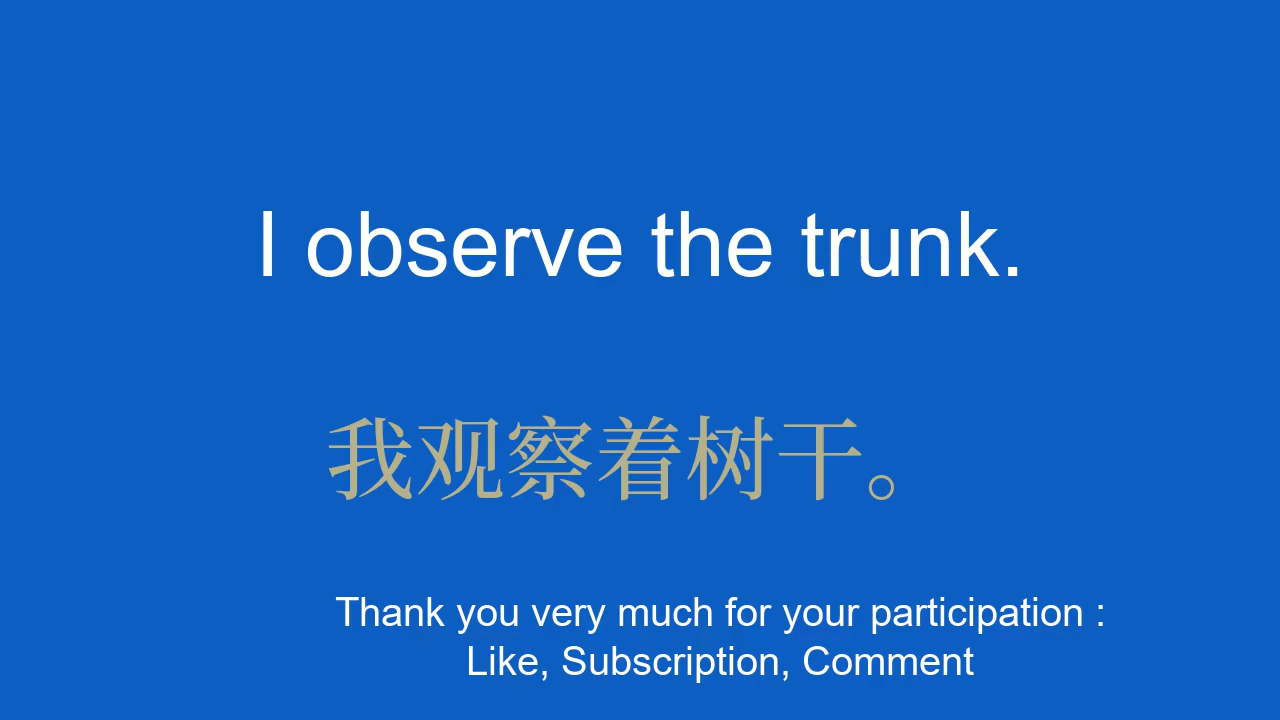 I observe the trunk.
我观察着树干。
Thank you very much for your participation :
Like, Subscription, Comment